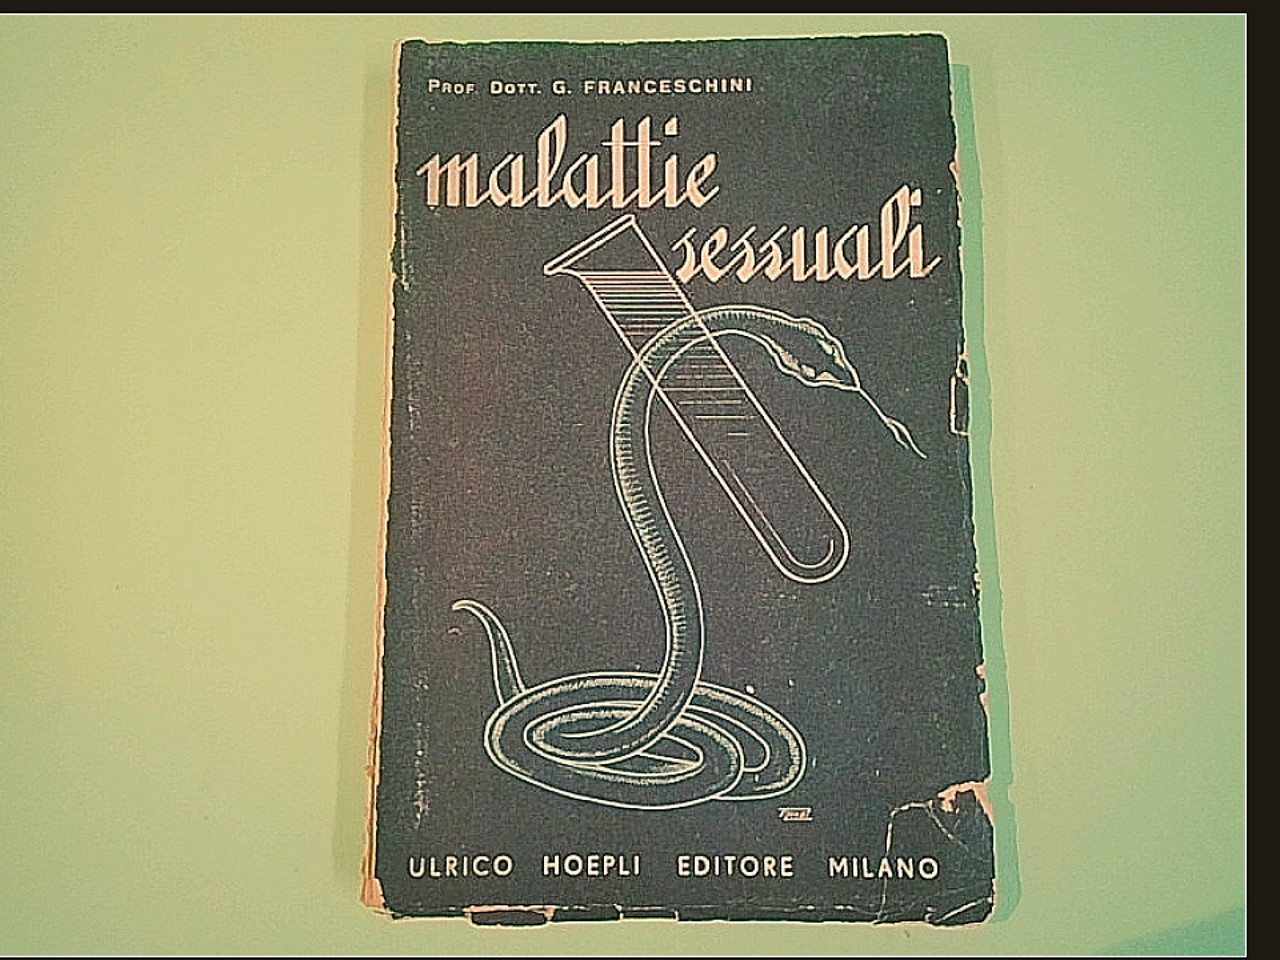 PROF. DOTT. G. FRANCESCHINI
malattie
sessuali
ULRICO HOEPLI EDITORE MILANO